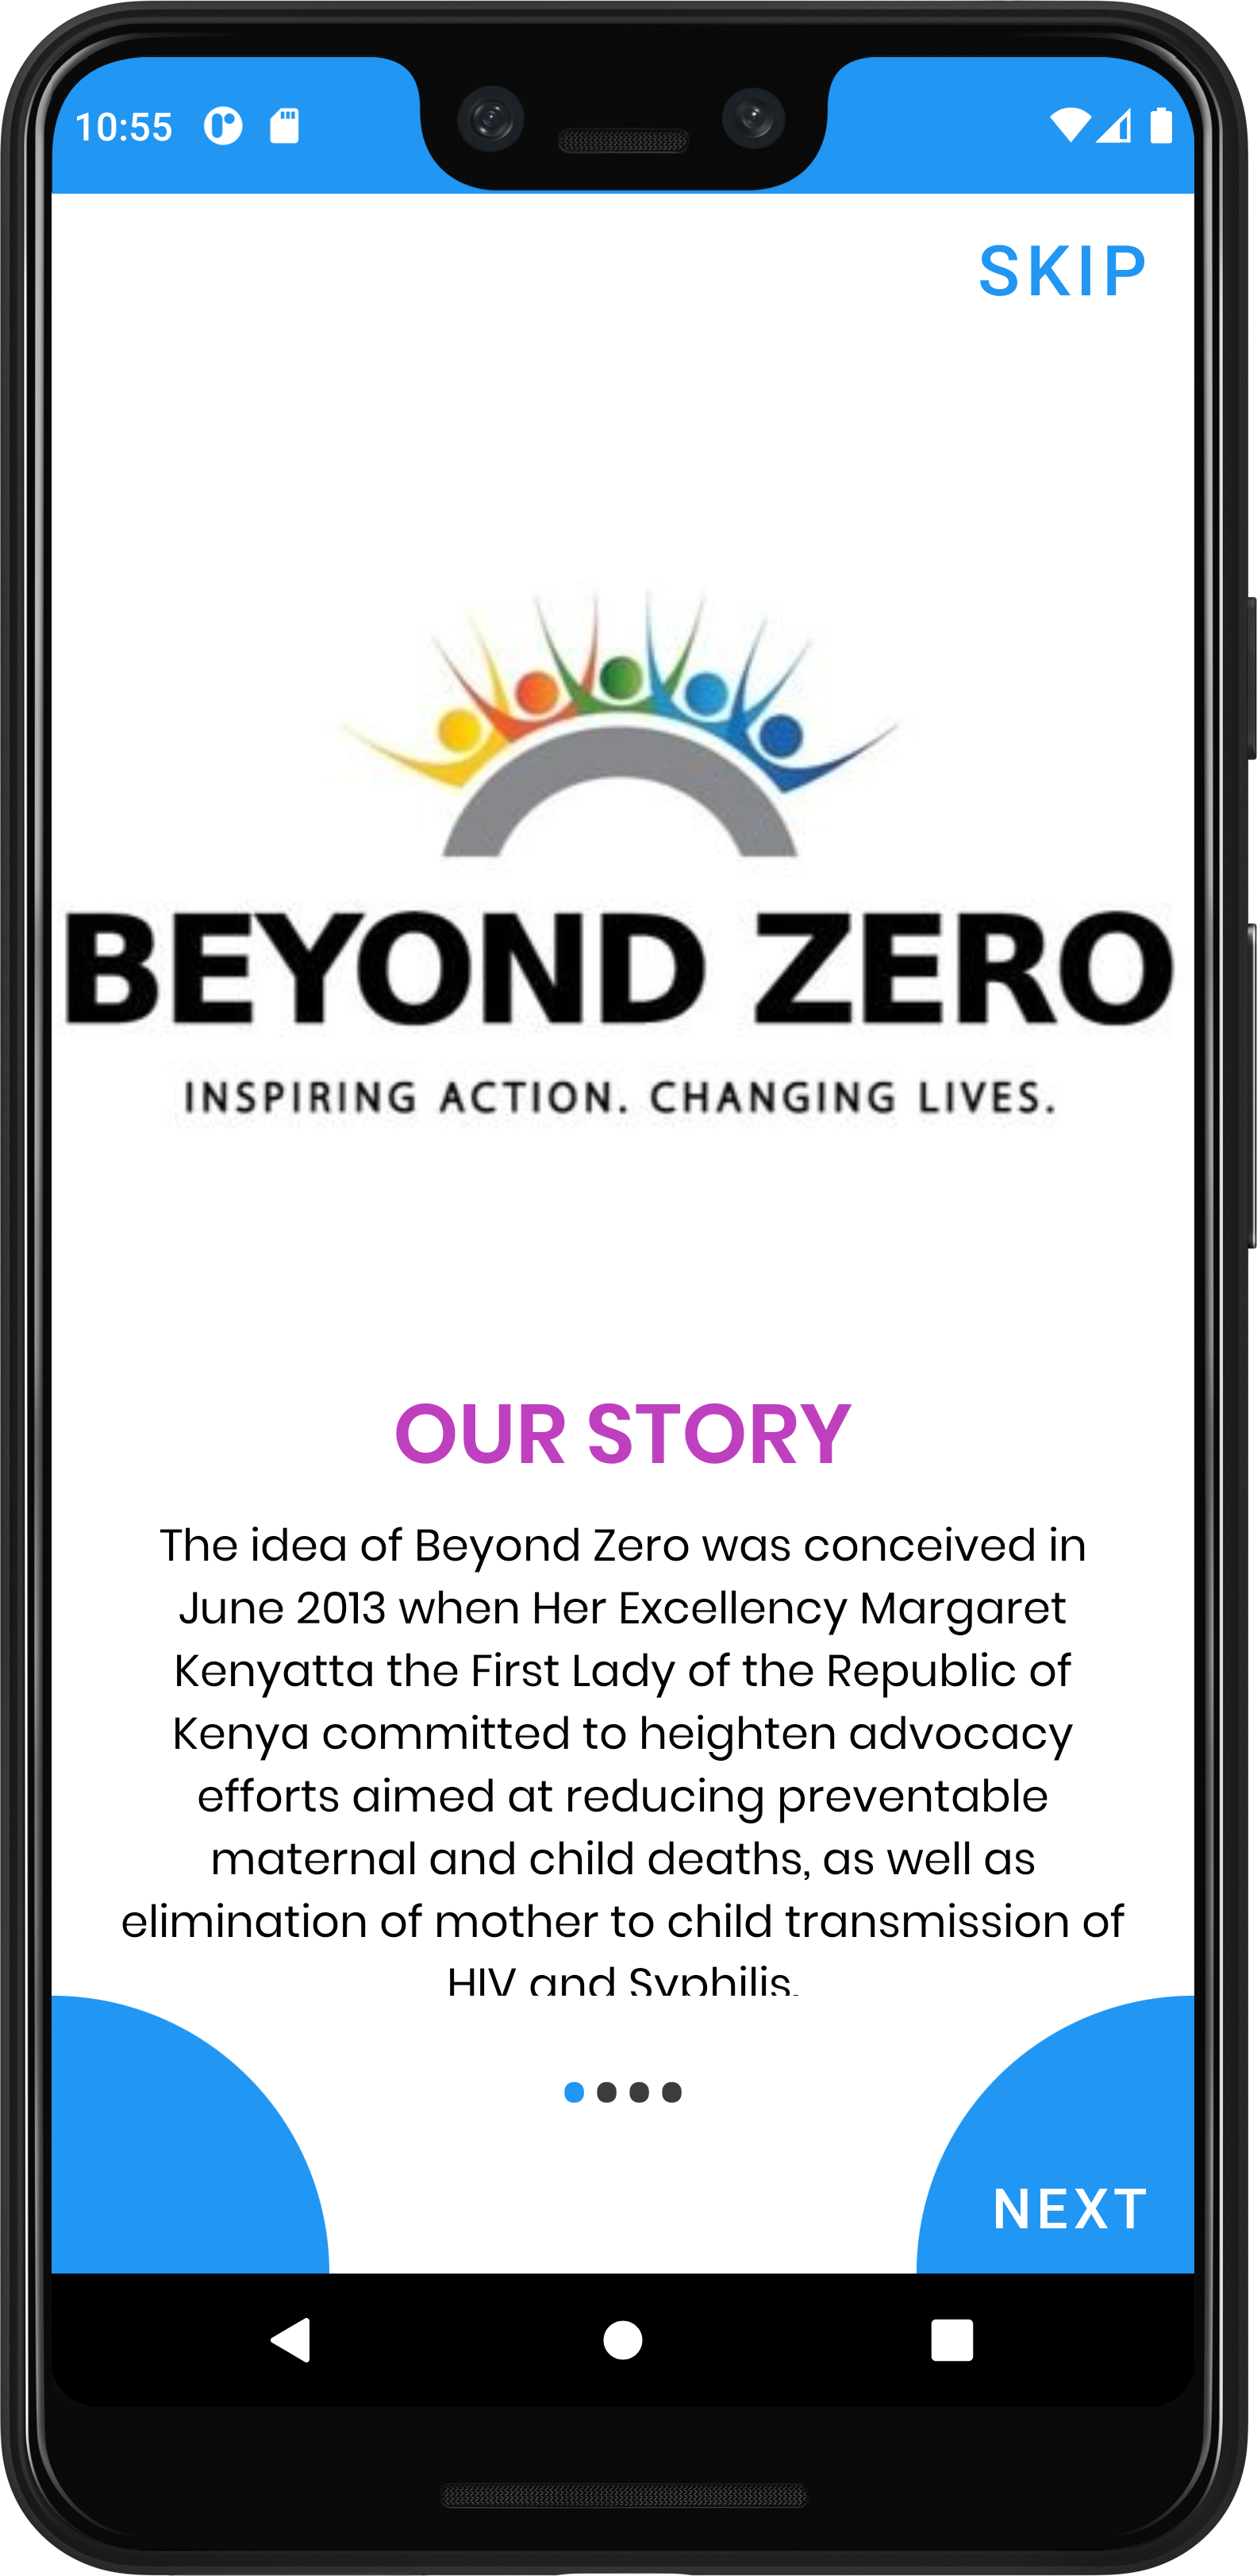 10:55
SKIP
BEYOND ZERO
INSPIRING ACTION. CHANGING LIVES.
OUR STORY
The idea of Beyond Zero was conceived in
June 2013 when Her Excellency Margaret
Kenyatta the First Lady of the Republic of
Kenya committed to heighten advocacy
efforts aimed at reducing preventable
maternal and child deaths, as well as
elimination of mother to child transmission of
HIV and Syphilis.
NEXT